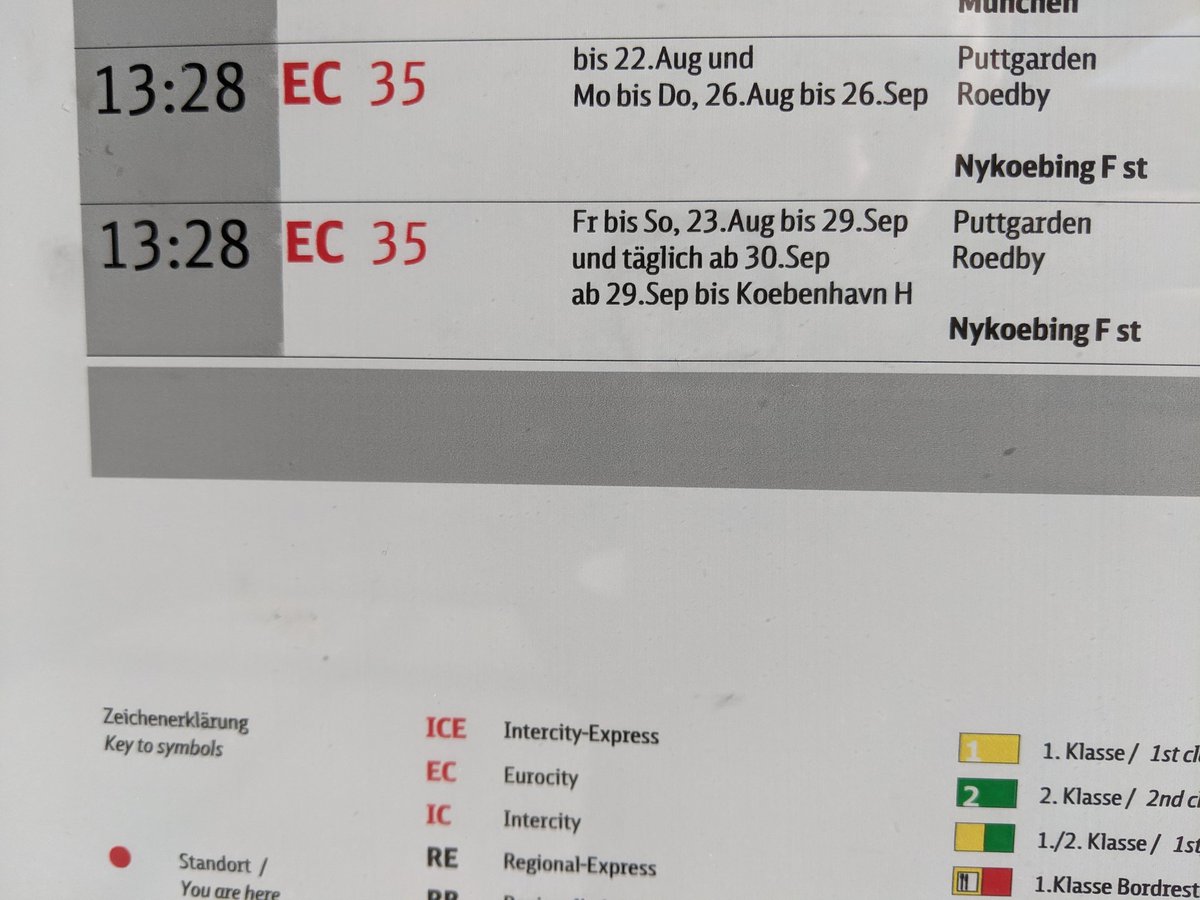 München
13:28 EC 35 bis 22.Aug und Puttgarden
Mo bis Do, 26.Aug bis 26.Sep Roedby
Nykoebing F st
13:28 EC 35 Fr bis So, 23.Aug bis 29.Sep Puttgarden
und täglich ab 30.Sep Roedby
ab 29.Sep bis Koebenhavn H
Nykoebing F st
Zeichenerklärung
Key to symbols
Standort /
You are here
ICE Intercity-Express
EC Eurocity
IC Intercity
RE Regional-Express
1 1. Klasse / 1st
2 2. Klasse / 2nd
1./2. Klasse / 1st
1.Klasse Bordrest